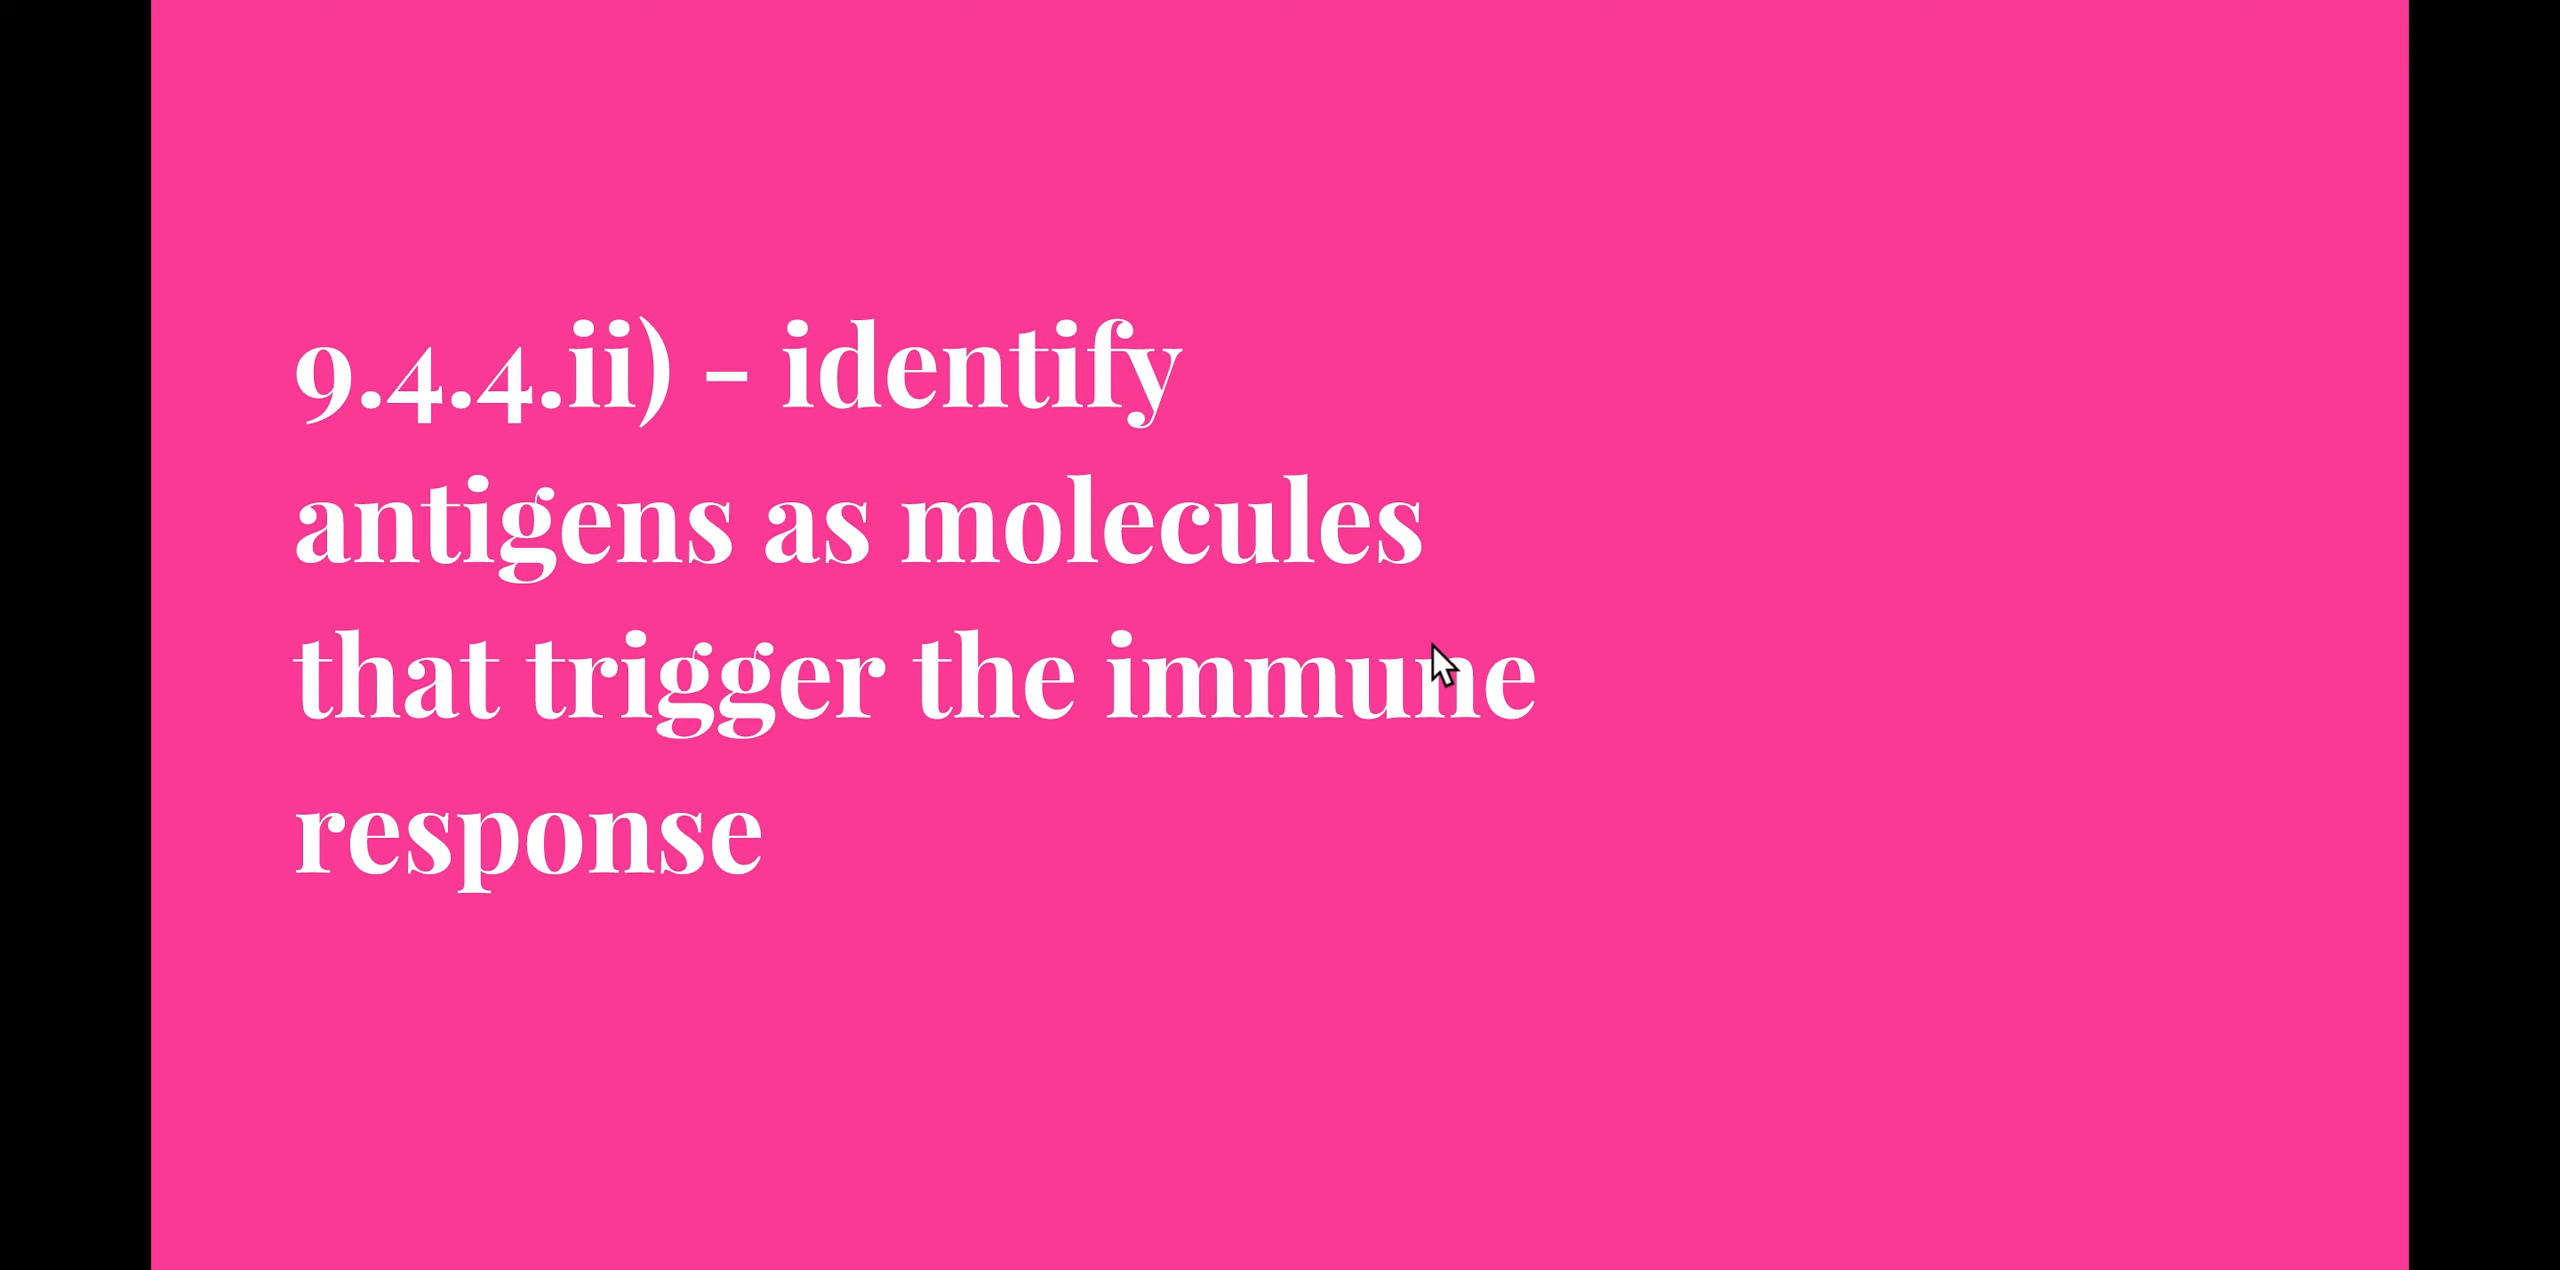 9.4.4.ii) - identify
antigens as molecules
that trigger the immune
response